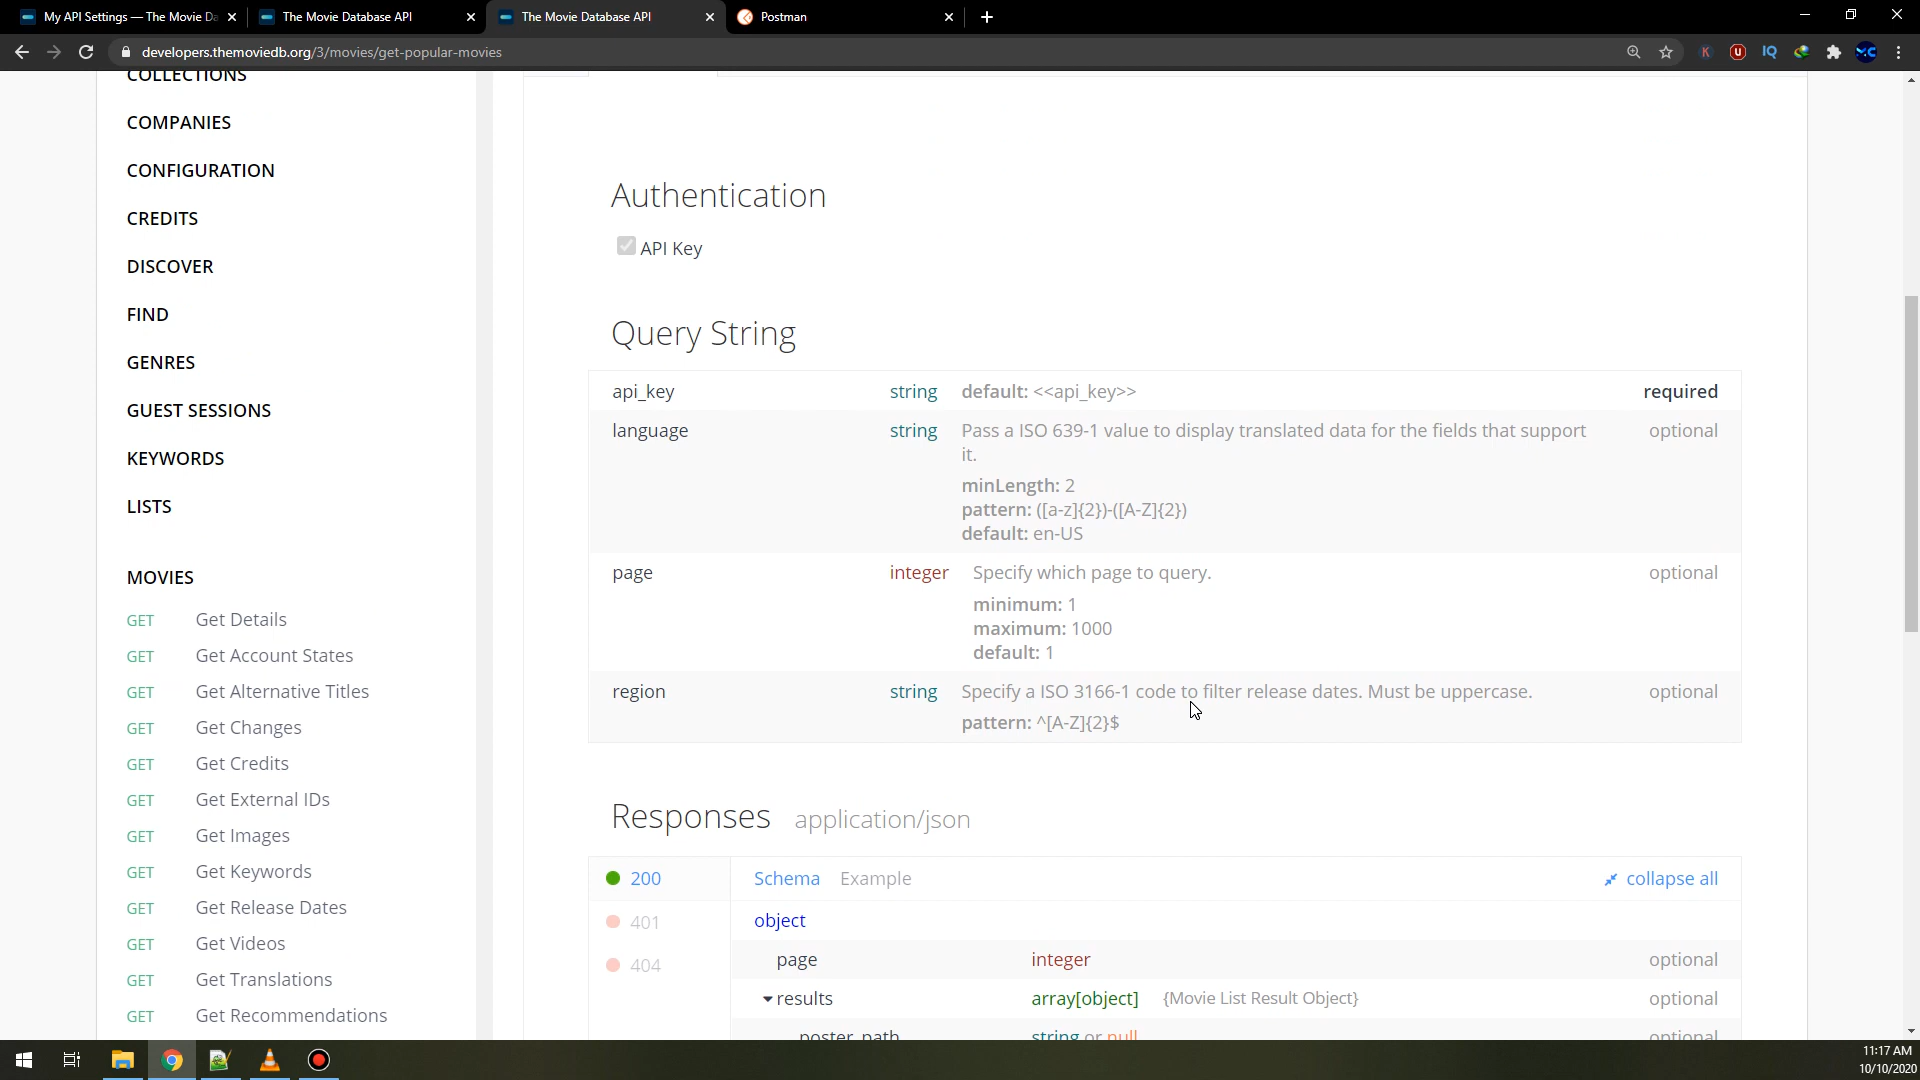 My API Settings — The Movie Da
The Movie Database API
The Movie Database API
Postman
developers.themoviedb.org/3/movies/get-popular-movies
COLLECTIONS
COMPANIES
CONFIGURATION
CREDITS
DISCOVER
FIND
GENRES
GUEST SESSIONS
KEYWORDS
LISTS
MOVIES
GET Get Details
GET Get Account States
GET Get Alternative Titles
GET Get Changes
GET Get Credits
GET Get External IDs
GET Get Images
GET Get Keywords
GET Get Release Dates
GET Get Videos
GET Get Translations
GET Get Recommendations
Authentication
API Key
Query String
api_key string default: <<api_key>> required
language string Pass a ISO 639-1 value to display translated data for the fields that support optional
it.
minLength: 2
pattern: ([a-z]{2})-([A-Z]{2})
default: en-US
page integer Specify which page to query. optional
minimum: 1
maximum: 1000
default: 1
region string Specify a ISO 3166-1 code to filter release dates. Must be uppercase. optional
pattern: ^[A-Z]{2}$
Responses application/json
200 Schema Example collapse all
401 object
page integer optional
404
results array[object] {Movie List Result Object} optional
poster_path string or null optional
11:17 AM
10/10/2020